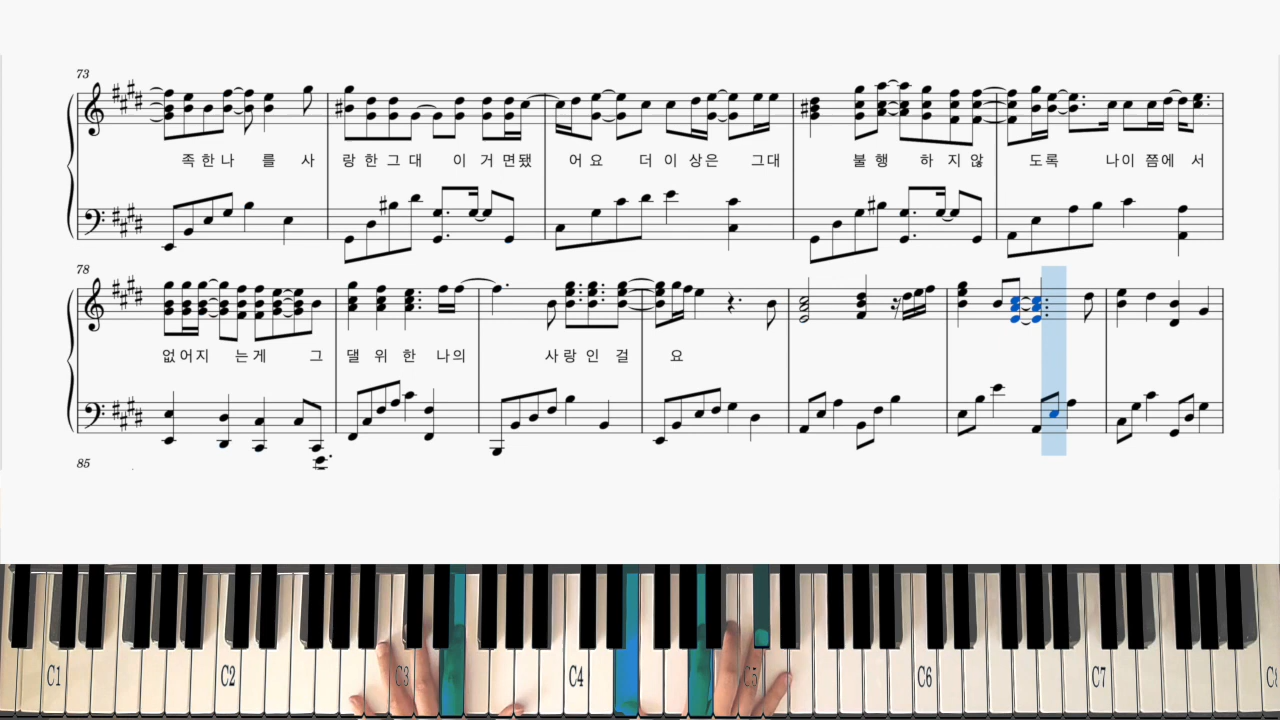 73
족한나 를 사 랑한그대 이 거 면됐 어요 더이상은 그대 불행 하지않 도록 나이 쯤에 서
78
없어지 는게 그 댈 위 한 나의 사랑인 걸 요
85
C1 C2 C3 C4 C5 C6 C7